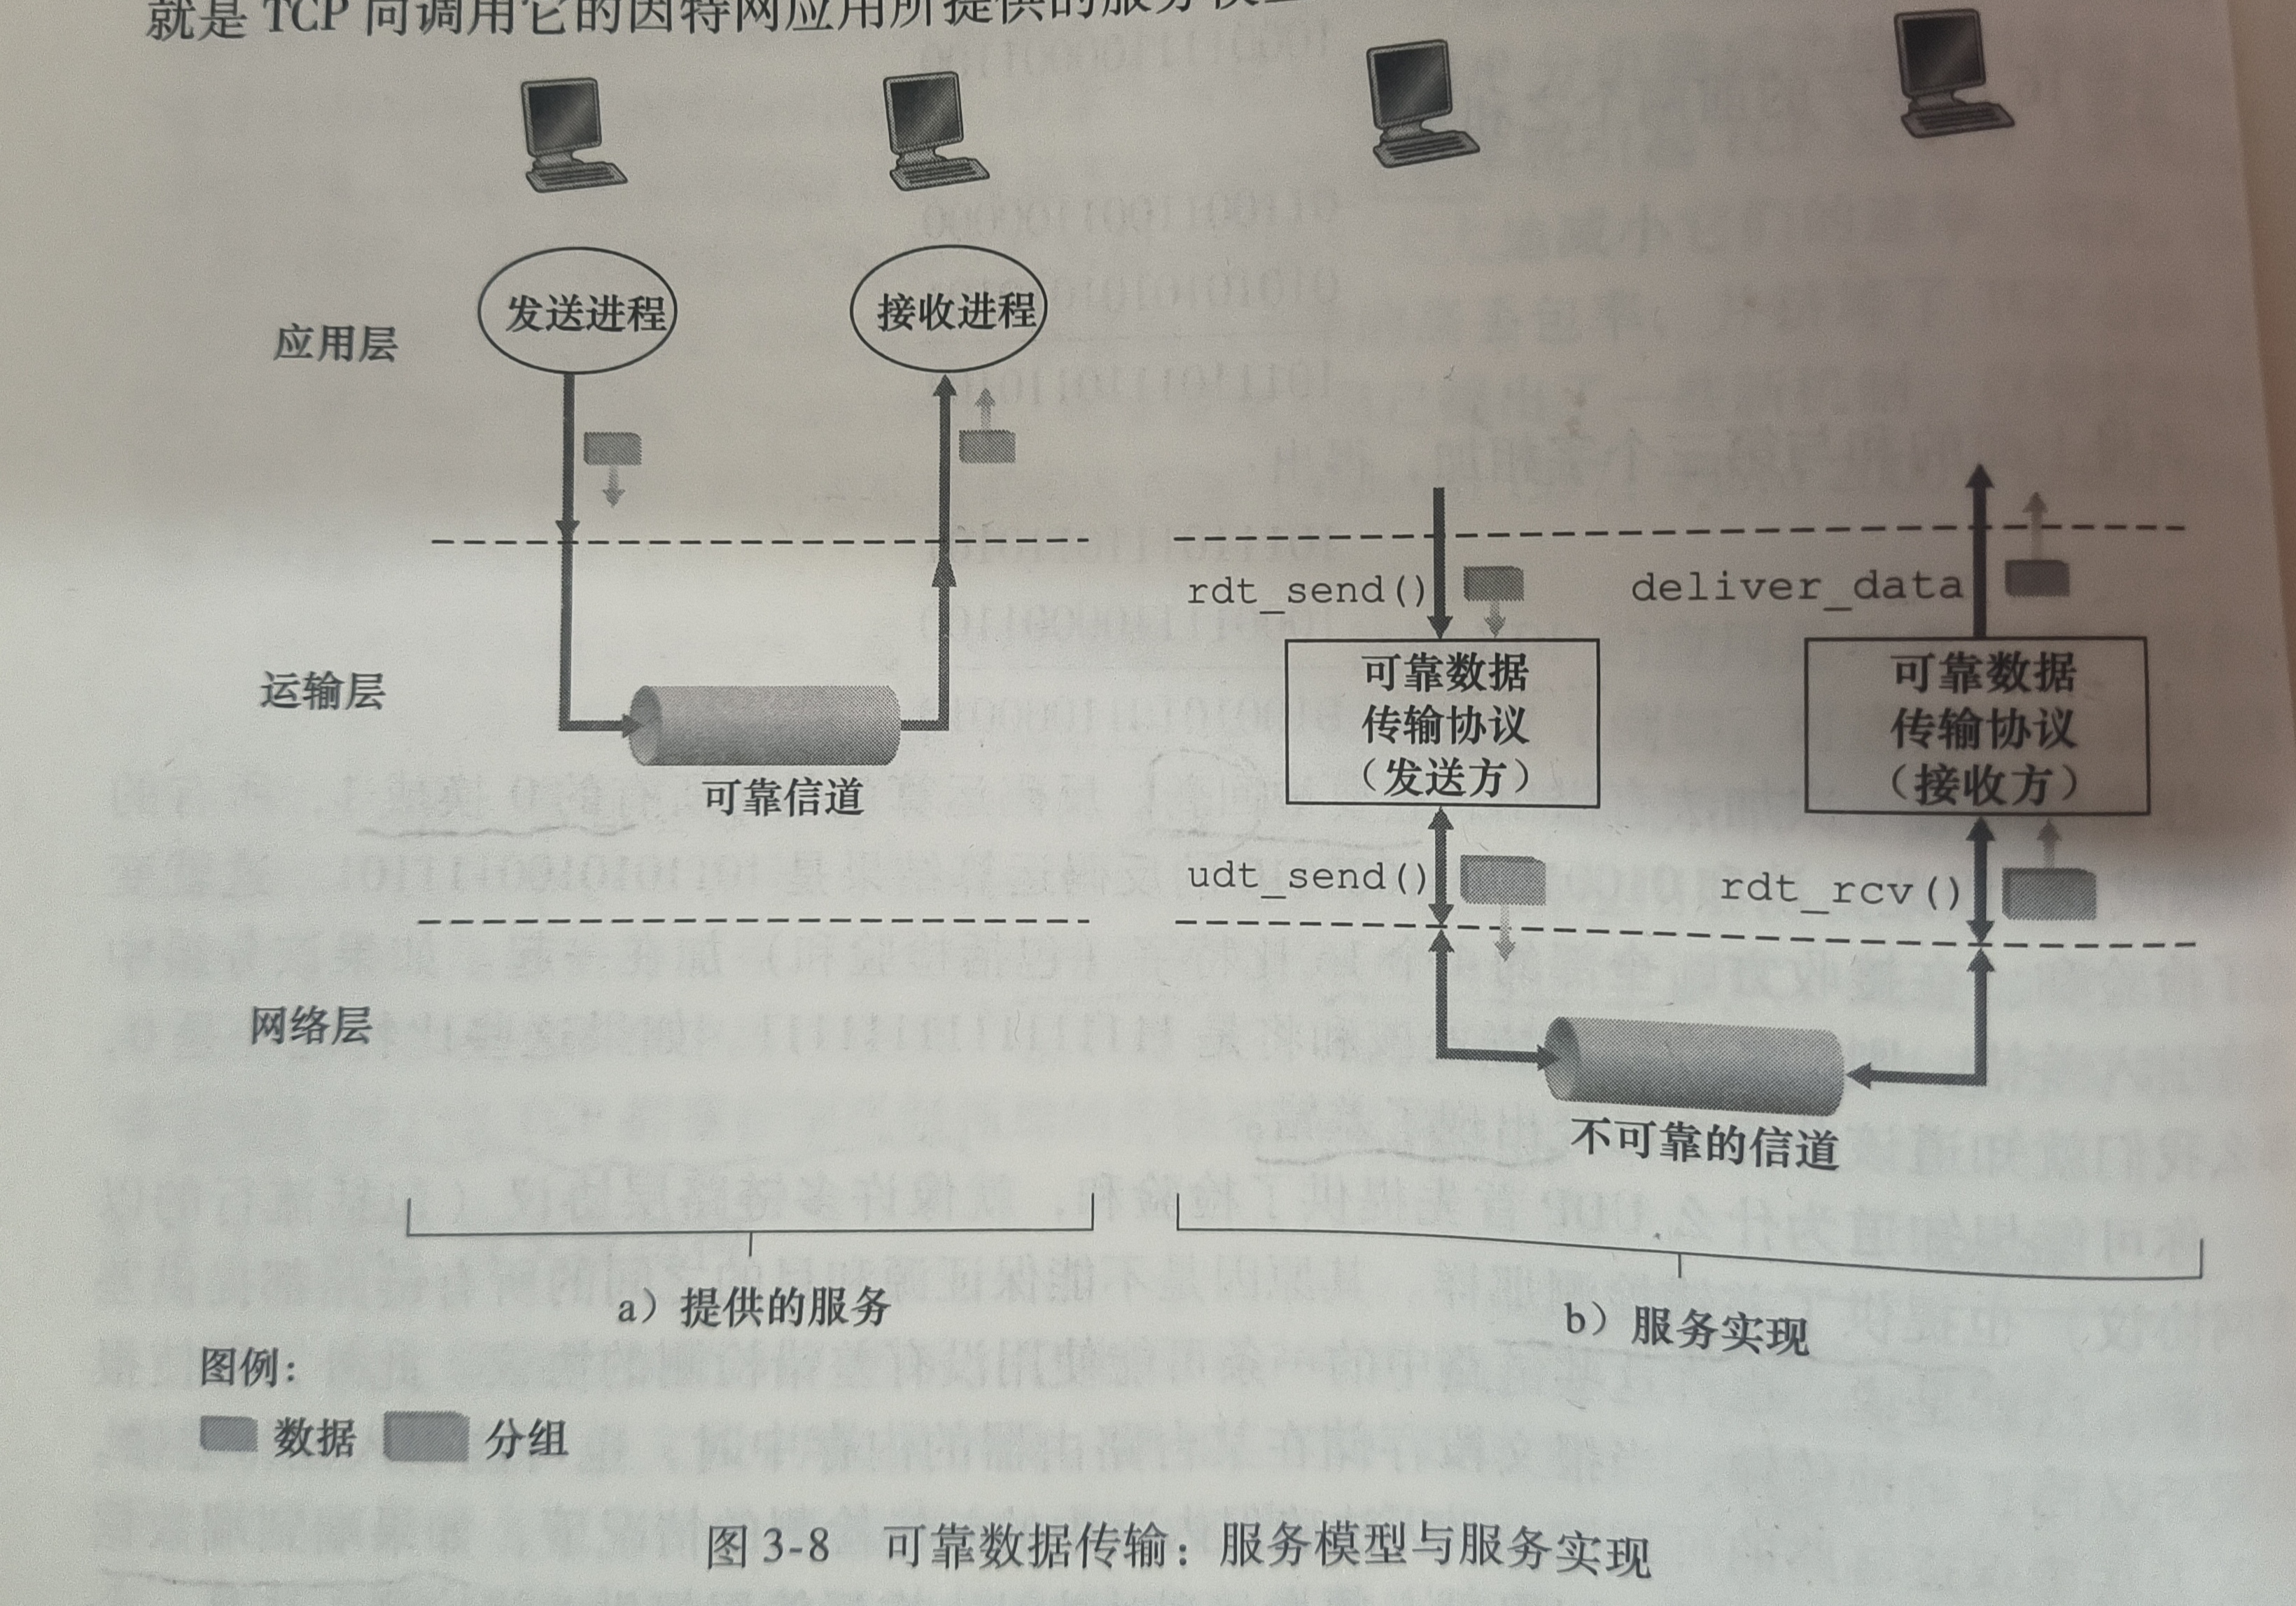 就是 TCP 向调用它的因特网应用所提供的服务模
发送进程
接收进程
应用层
rdt_send()
deliver_data
运输层
可靠信道
可靠数据
传输协议
（发送方）
可靠数据
传输协议
（接收方）
udt_send()
rdt_rcv()
网络层
不可靠的信道
a）提供的服务
b）服务实现
图例：
数据
分组
图 3-8 可靠数据传输：服务模型与服务实现